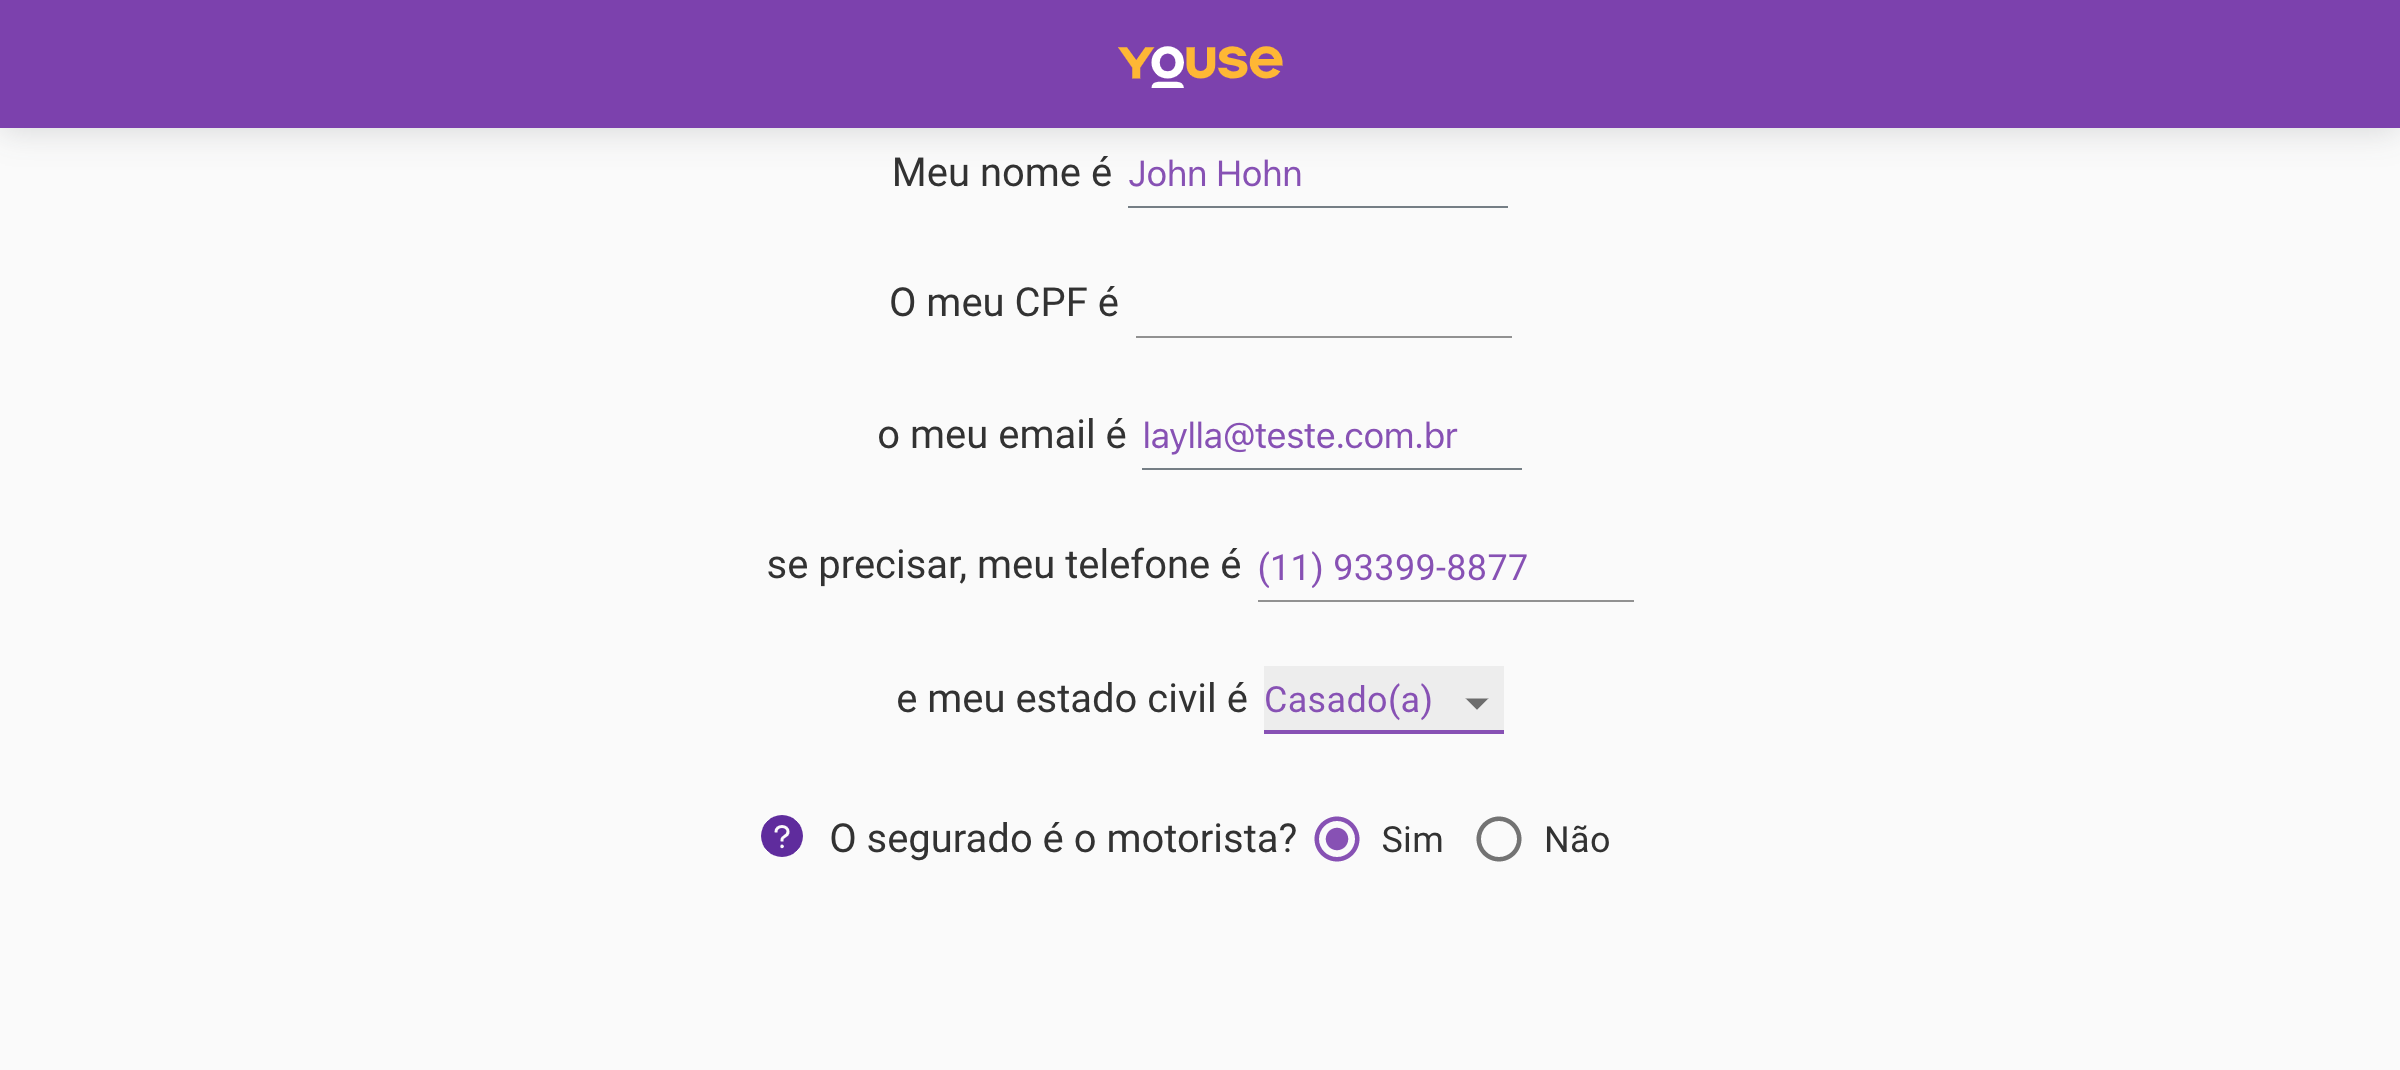 Youse
Meu nome é John Hohn
O meu CPF é
o meu email é laylla@teste.com.br
se precisar, meu telefone é (11) 93399-8877
e meu estado civil é Casado(a)
? O segurado é o motorista? Sim Não